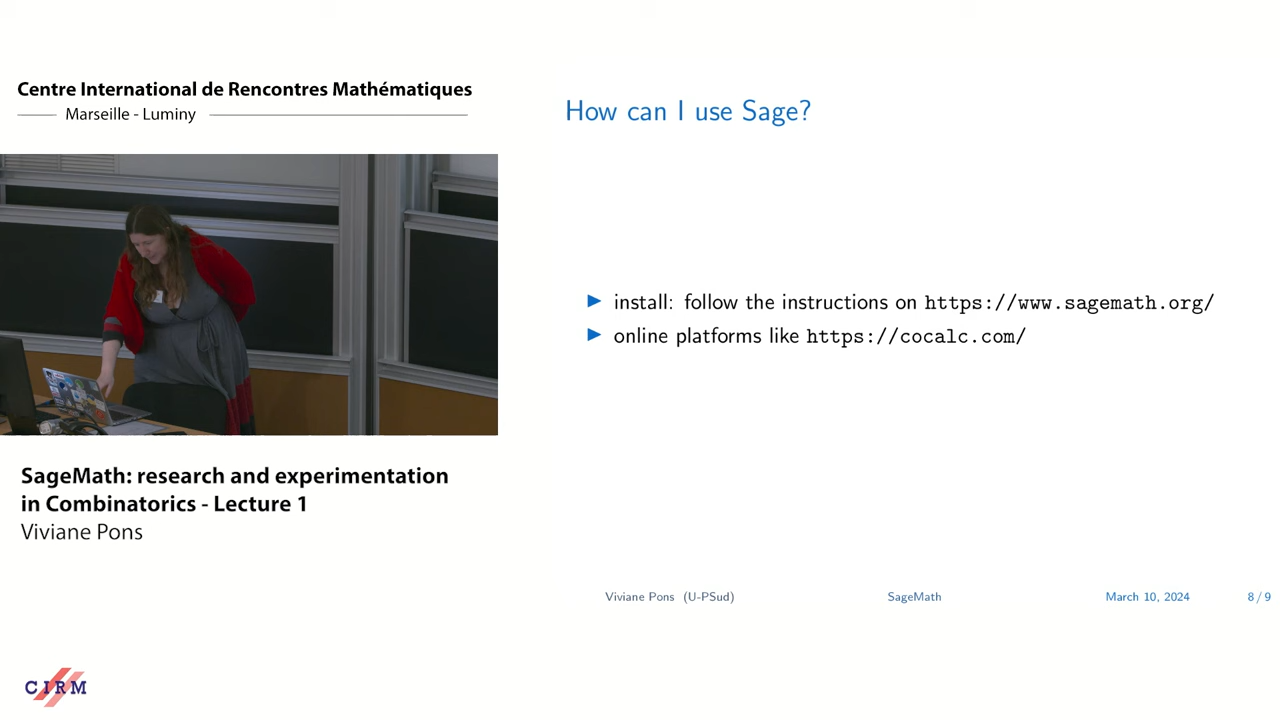 Centre International de Rencontres Mathématiques
Marseille - Luminy
How can I use Sage?
install: follow the instructions on https://www.sagemath.org/
online platforms like https://cocalc.com/
SageMath: research and experimentation
in Combinatorics - Lecture 1
Viviane Pons
Viviane Pons (U-PSud) SageMath March 10, 2024 8 / 9
CIRM